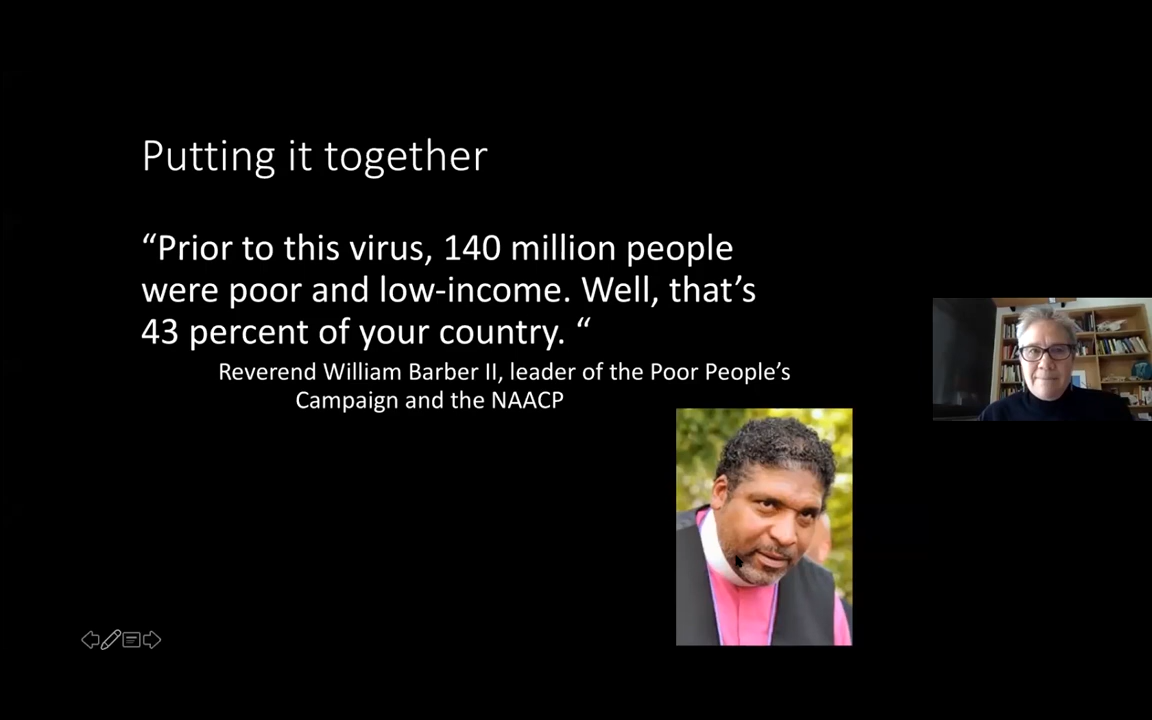 Putting it together
“Prior to this virus, 140 million people
were poor and low-income. Well, that’s
43 percent of your country. “
Reverend William Barber II, leader of the Poor People’s
Campaign and the NAACP